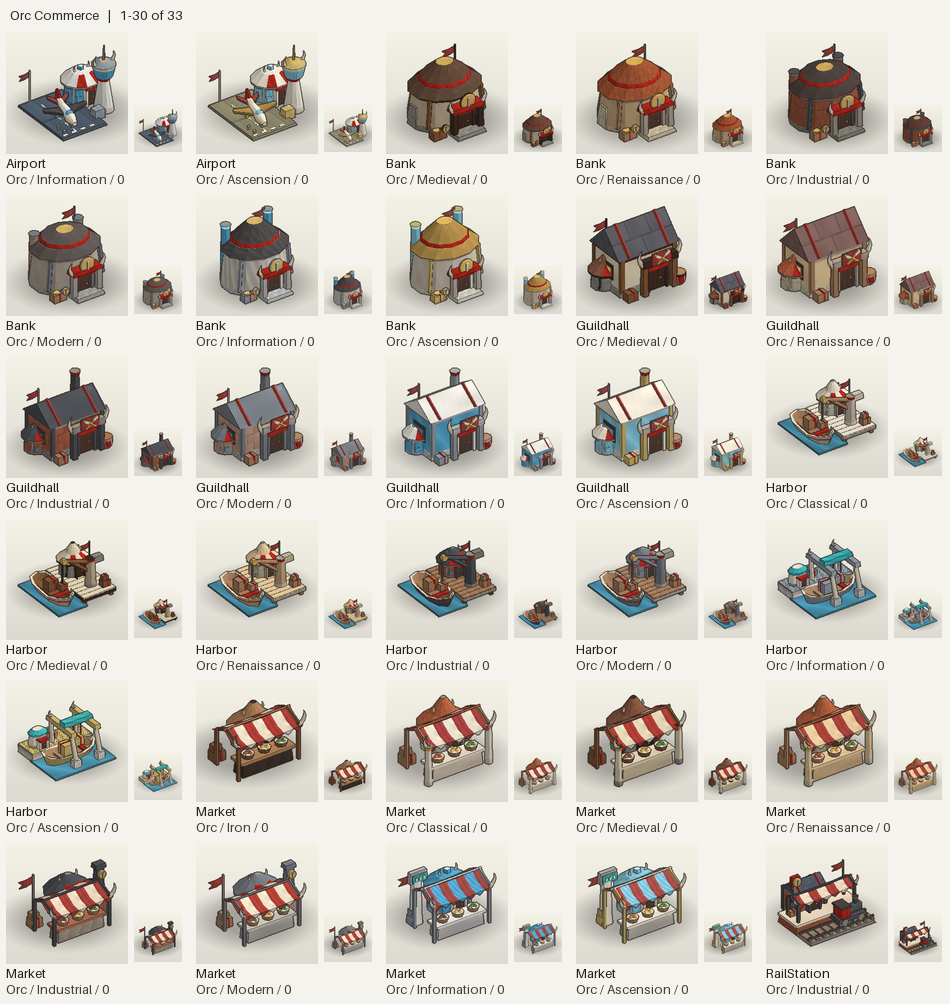 Orc Commerce | 1-30 of 33
Airport
Orc / Information / 0
Airport
Orc / Ascension / 0
Bank
Orc / Medieval / 0
Bank
Orc / Renaissance / 0
Bank
Orc / Industrial / 0
Bank
Orc / Modern / 0
Bank
Orc / Information / 0
Bank
Orc / Ascension / 0
Guildhall
Orc / Medieval / 0
Guildhall
Orc / Renaissance / 0
Guildhall
Orc / Industrial / 0
Guildhall
Orc / Modern / 0
Guildhall
Orc / Information / 0
Guildhall
Orc / Ascension / 0
Harbor
Orc / Classical / 0
Harbor
Orc / Medieval / 0
Harbor
Orc / Renaissance / 0
Harbor
Orc / Industrial / 0
Harbor
Orc / Modern / 0
Harbor
Orc / Information / 0
Harbor
Orc / Ascension / 0
Market
Orc / Iron / 0
Market
Orc / Classical / 0
Market
Orc / Medieval / 0
Market
Orc / Renaissance / 0
Market
Orc / Industrial / 0
Market
Orc / Modern / 0
Market
Orc / Information / 0
Market
Orc / Ascension / 0
RailStation
Orc / Industrial / 0